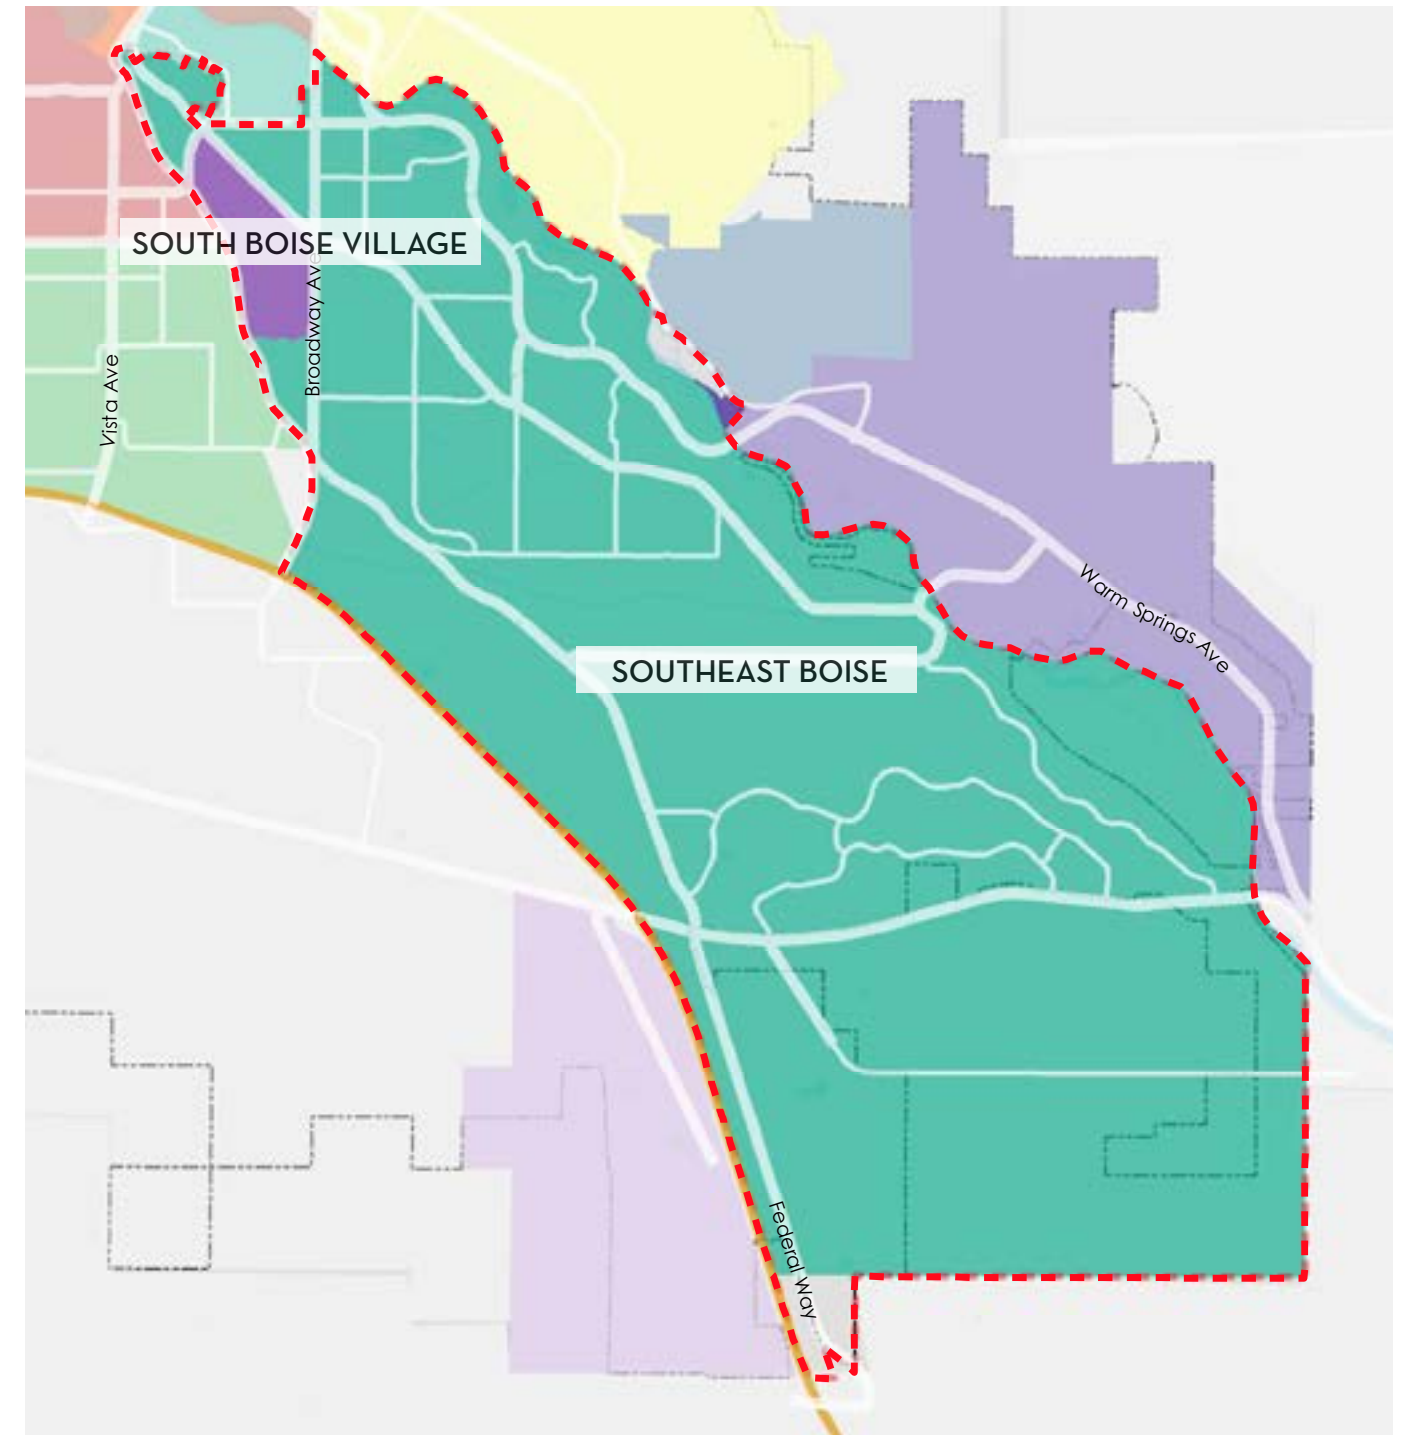 SOUTH BOISE VILLAGE
Broadway Ave
Vista Ave
Warm Springs Ave
SOUTHEAST BOISE
Federal Way